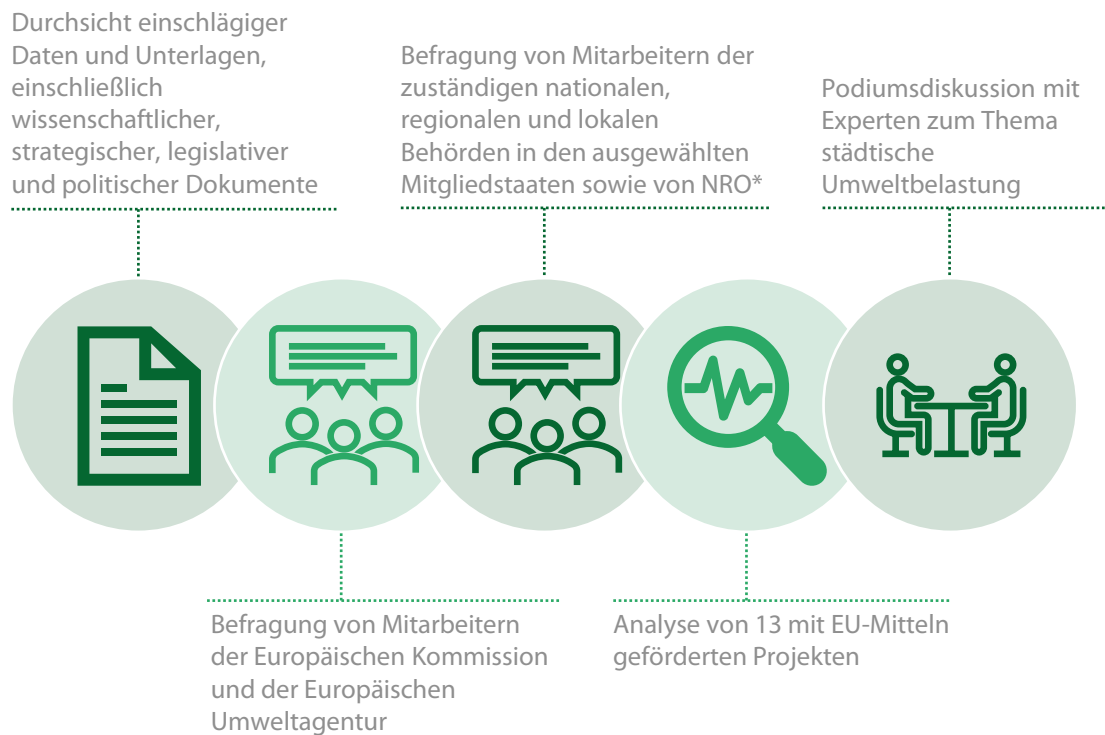 Durchsicht einschlägiger
Daten und Unterlagen,
einschließlich
wissenschaftlicher,
strategischer, legislativer
und politischer Dokumente
Befragung von Mitarbeitern
der Europäischen Kommission
und der Europäischen
Umweltagentur
Befragung von Mitarbeitern der
zuständigen nationalen,
regionalen und lokalen
Behörden in den ausgewählten
Mitgliedstaaten sowie von NRO*
Analyse von 13 mit EU-Mitteln
geförderten Projekten
Podiumsdiskussion mit
Experten zum Thema
städtische
Umweltbelastung